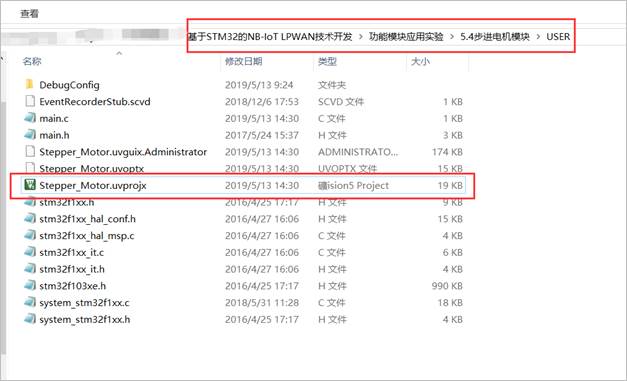 查看
基于STM32的NB-IoT LPWAN技术开发 > 功能模块应用实验 > 5.4步进电机模块 > USER
名称 修改日期 类型 大小
DebugConfig 2019/5/13 9:24 文件夹
EventRecorderStub.scvd 2018/12/6 17:53 SCVD 文件 1 KB
main.c 2019/5/13 14:30 C 文件 1 KB
main.h 2017/5/24 15:37 H 文件 3 KB
Stepper_Motor.uvguix.Administrator 2019/5/13 14:30 ADMINISTRATO... 174 KB
Stepper_Motor.uvoptx 2019/5/13 14:30 UVOPTX 文件 15 KB
Stepper_Motor.uvprojx 2019/5/13 14:30 礦ision5 Project 19 KB
stm32f1xx.h 2016/4/25 17:17 H 文件 9 KB
stm32f1xx_hal_conf.h 2016/4/27 16:06 H 文件 15 KB
stm32f1xx_hal_msp.c 2016/4/27 16:06 C 文件 4 KB
stm32f1xx_it.c 2016/4/27 16:06 C 文件 6 KB
stm32f1xx_it.h 2016/4/27 16:06 H 文件 4 KB
stm32f103xe.h 2016/4/25 17:17 H 文件 990 KB
system_stm32f1xx.c 2018/5/31 11:28 C 文件 18 KB
system_stm32f1xx.h 2016/4/25 17:17 H 文件 4 KB